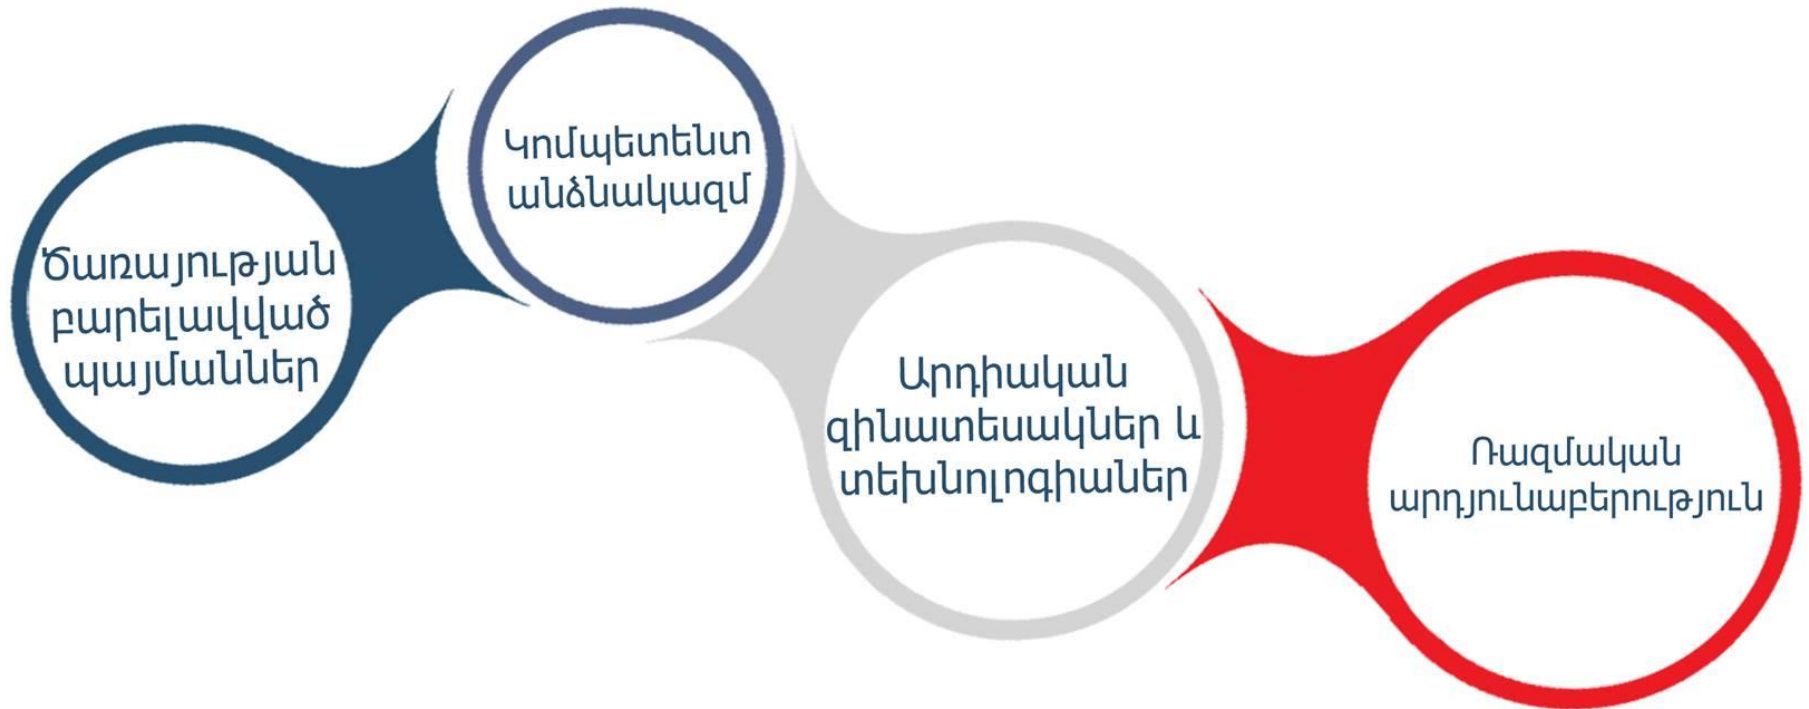 Ծառայության
բարելավված
պայմաններ
Կոմպետենտ
անձնակազմ
Արդիական
զինատեսակներ և
տեխնոլոգիաներ
Ռազմական
արդյունաբերություն